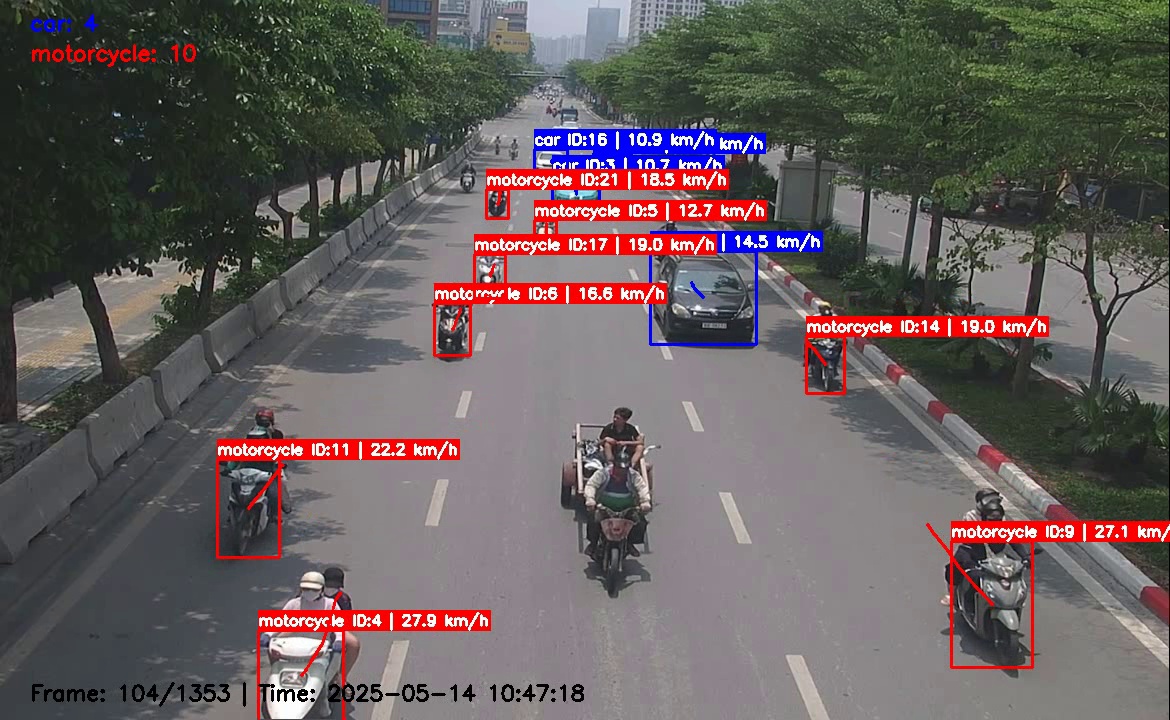 car: 4
motorcycle: 10
car ID:16 | 10.9 km/h
km/h
car ID:3 | 10.7 km/h
motorcycle ID:21 | 18.5 km/h
motorcycle ID:5 | 12.7 km/h
motorcycle ID:17 | 19.0 km/h
| 14.5 km/h
motorcycle ID:6 | 16.6 km/h
motorcycle ID:14 | 19.0 km/h
motorcycle ID:11 | 22.2 km/h
motorcycle ID:9 | 27.1 km/
motorcycle ID:4 | 27.9 km/h
Frame: 104/1353 | Time: 2025-05-14 10:47:18